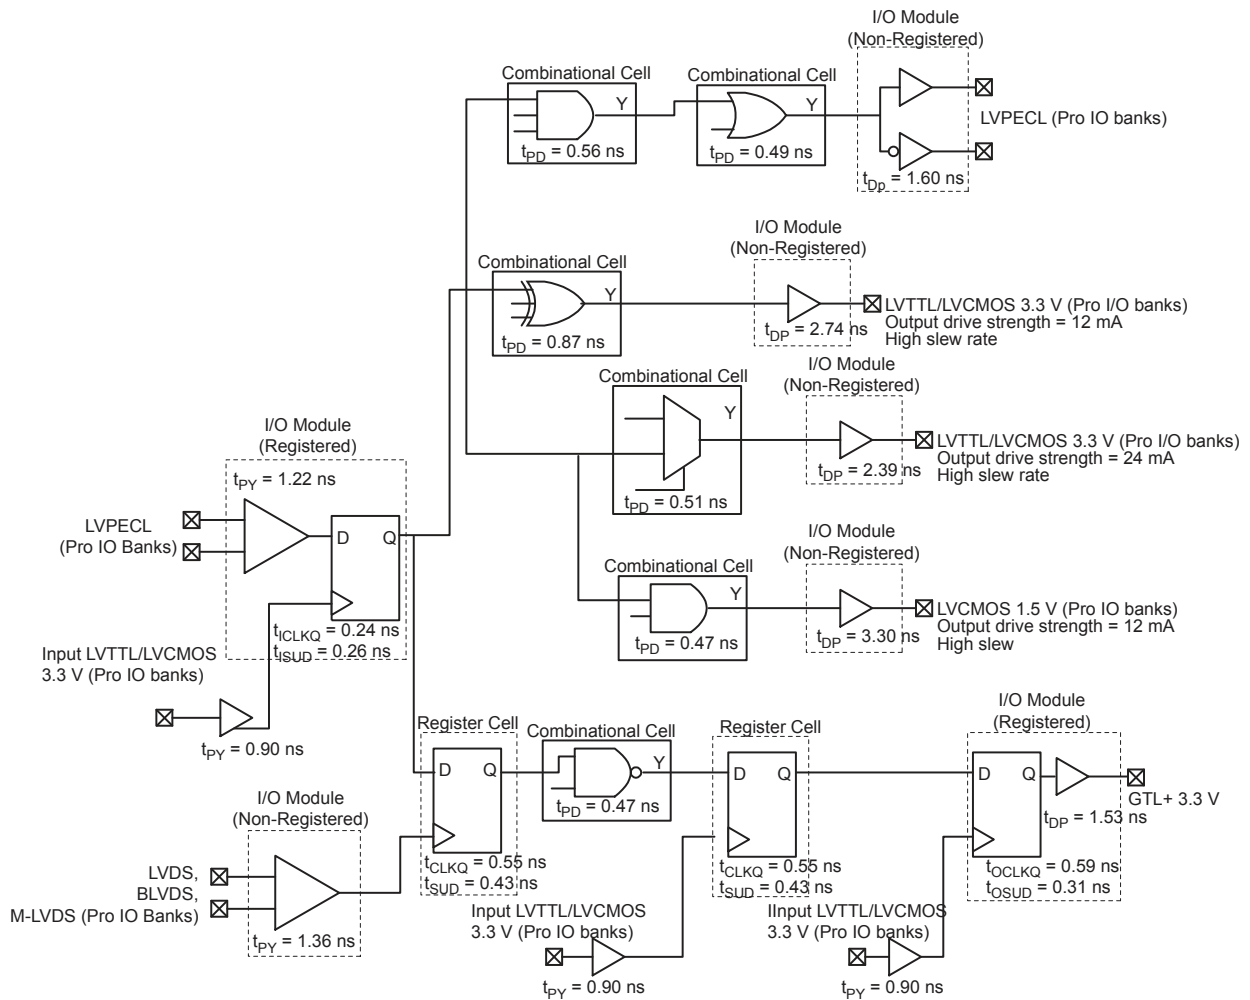 I/O Module
(Non-Registered)
Combinational Cell
Y
tPD = 0.56 ns
Combinational Cell
Y
tPD = 0.49 ns
tDp = 1.60 ns
LVPECL (Pro IO banks)
I/O Module
(Non-Registered)
Combinational Cell
Y
tPD = 0.87 ns
tDP = 2.74 ns
LVTTL/LVCMOS 3.3 V (Pro I/O banks)
Output drive strength = 12 mA
High slew rate
I/O Module
(Non-Registered)
Combinational Cell
Y
tPD = 0.51 ns
tDP = 2.39 ns
LVTTL/LVCMOS 3.3 V (Pro I/O banks)
Output drive strength = 24 mA
High slew rate
I/O Module
(Registered)
tPY = 1.22 ns
LVPECL
(Pro IO Banks)
D
Q
tICLKQ = 0.24 ns
tISUD = 0.26 ns
Input LVTTL/LVCMOS
3.3 V (Pro IO banks)
tPY = 0.90 ns
I/O Module
(Non-Registered)
Combinational Cell
Y
tPD = 0.47 ns
tDP = 3.30 ns
LVCMOS 1.5 V (Pro IO banks)
Output drive strength = 12 mA
High slew
I/O Module
(Non-Registered)
LVDS,
BLVDS,
M-LVDS (Pro IO Banks)
tPY = 1.36 ns
Register Cell
D
Q
tCLKQ = 0.55 ns
tSUD = 0.43 ns
Combinational Cell
Y
tPD = 0.47 ns
Register Cell
D
Q
tCLKQ = 0.55 ns
tSUD = 0.43 ns
Input LVTTL/LVCMOS
3.3 V (Pro IO banks)
tPY = 0.90 ns
I/O Module
(Registered)
D
Q
tDP = 1.53 ns
GTL+ 3.3 V
tOCLKQ = 0.59 ns
tOSUD = 0.31 ns
IInput LVTTL/LVCMOS
3.3 V (Pro IO banks)
tPY = 0.90 ns